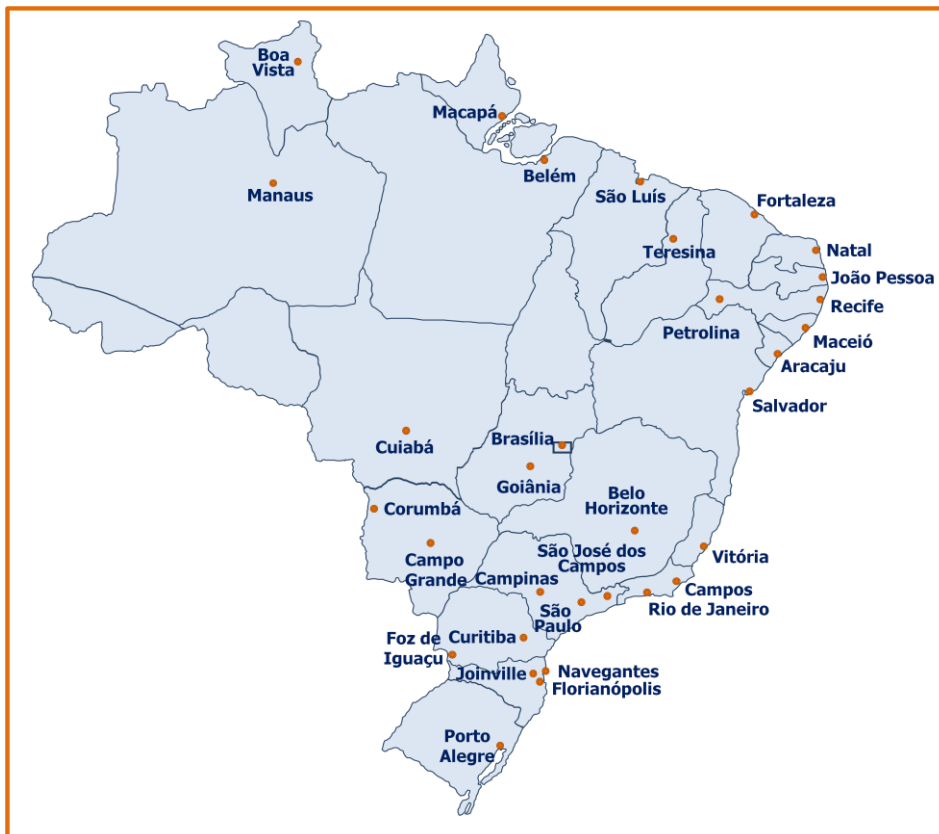 Boa
Vista
Macapá
Belém
Manaus
São Luís
Fortaleza
Teresina
Natal
João Pessoa
Recife
Petrolina
Maceió
Aracaju
Salvador
Brasília
Cuiabá
Goiânia
Belo
Horizonte
Corumbá
São José dos
Campos
Vitória
Campo
Grande
Campinas
Campos
São
Paulo
Rio de Janeiro
Foz de
Iguaçu
Curitiba
Joinville
Navegantes
Florianópolis
Porto
Alegre